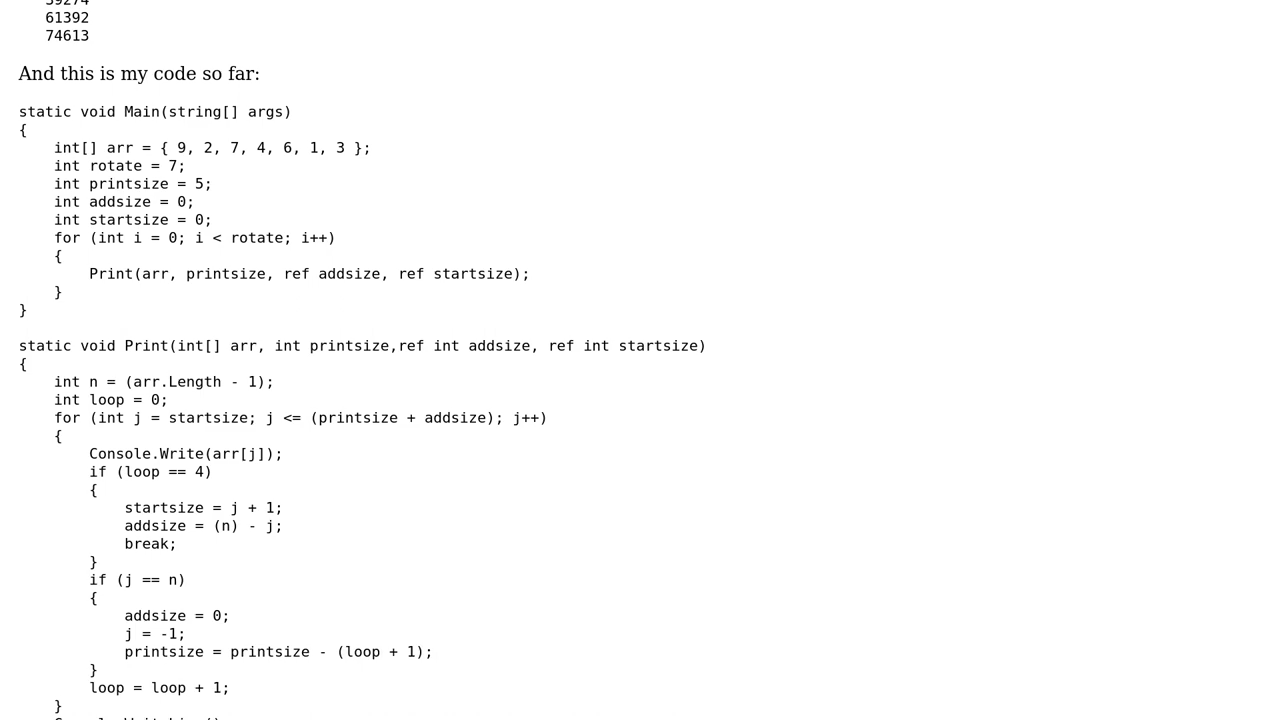 61392
74613
And this is my code so far:
static void Main(string[] args)
{
    int[] arr = { 9, 2, 7, 4, 6, 1, 3 };
    int rotate = 7;
    int printsize = 5;
    int addsize = 0;
    int startsize = 0;
    for (int i = 0; i < rotate; i++)
    {
        Print(arr, printsize, ref addsize, ref startsize);
    }
}
static void Print(int[] arr, int printsize,ref int addsize, ref int startsize)
{
    int n = (arr.Length - 1);
    int loop = 0;
    for (int j = startsize; j <= (printsize + addsize); j++)
    {
        Console.Write(arr[j]);
        if (loop == 4)
        {
            startsize = j + 1;
            addsize = (n) - j;
            break;
        }
        if (j == n)
        {
            addsize = 0;
            j = -1;
            printsize = printsize - (loop + 1);
        }
        loop = loop + 1;
    }